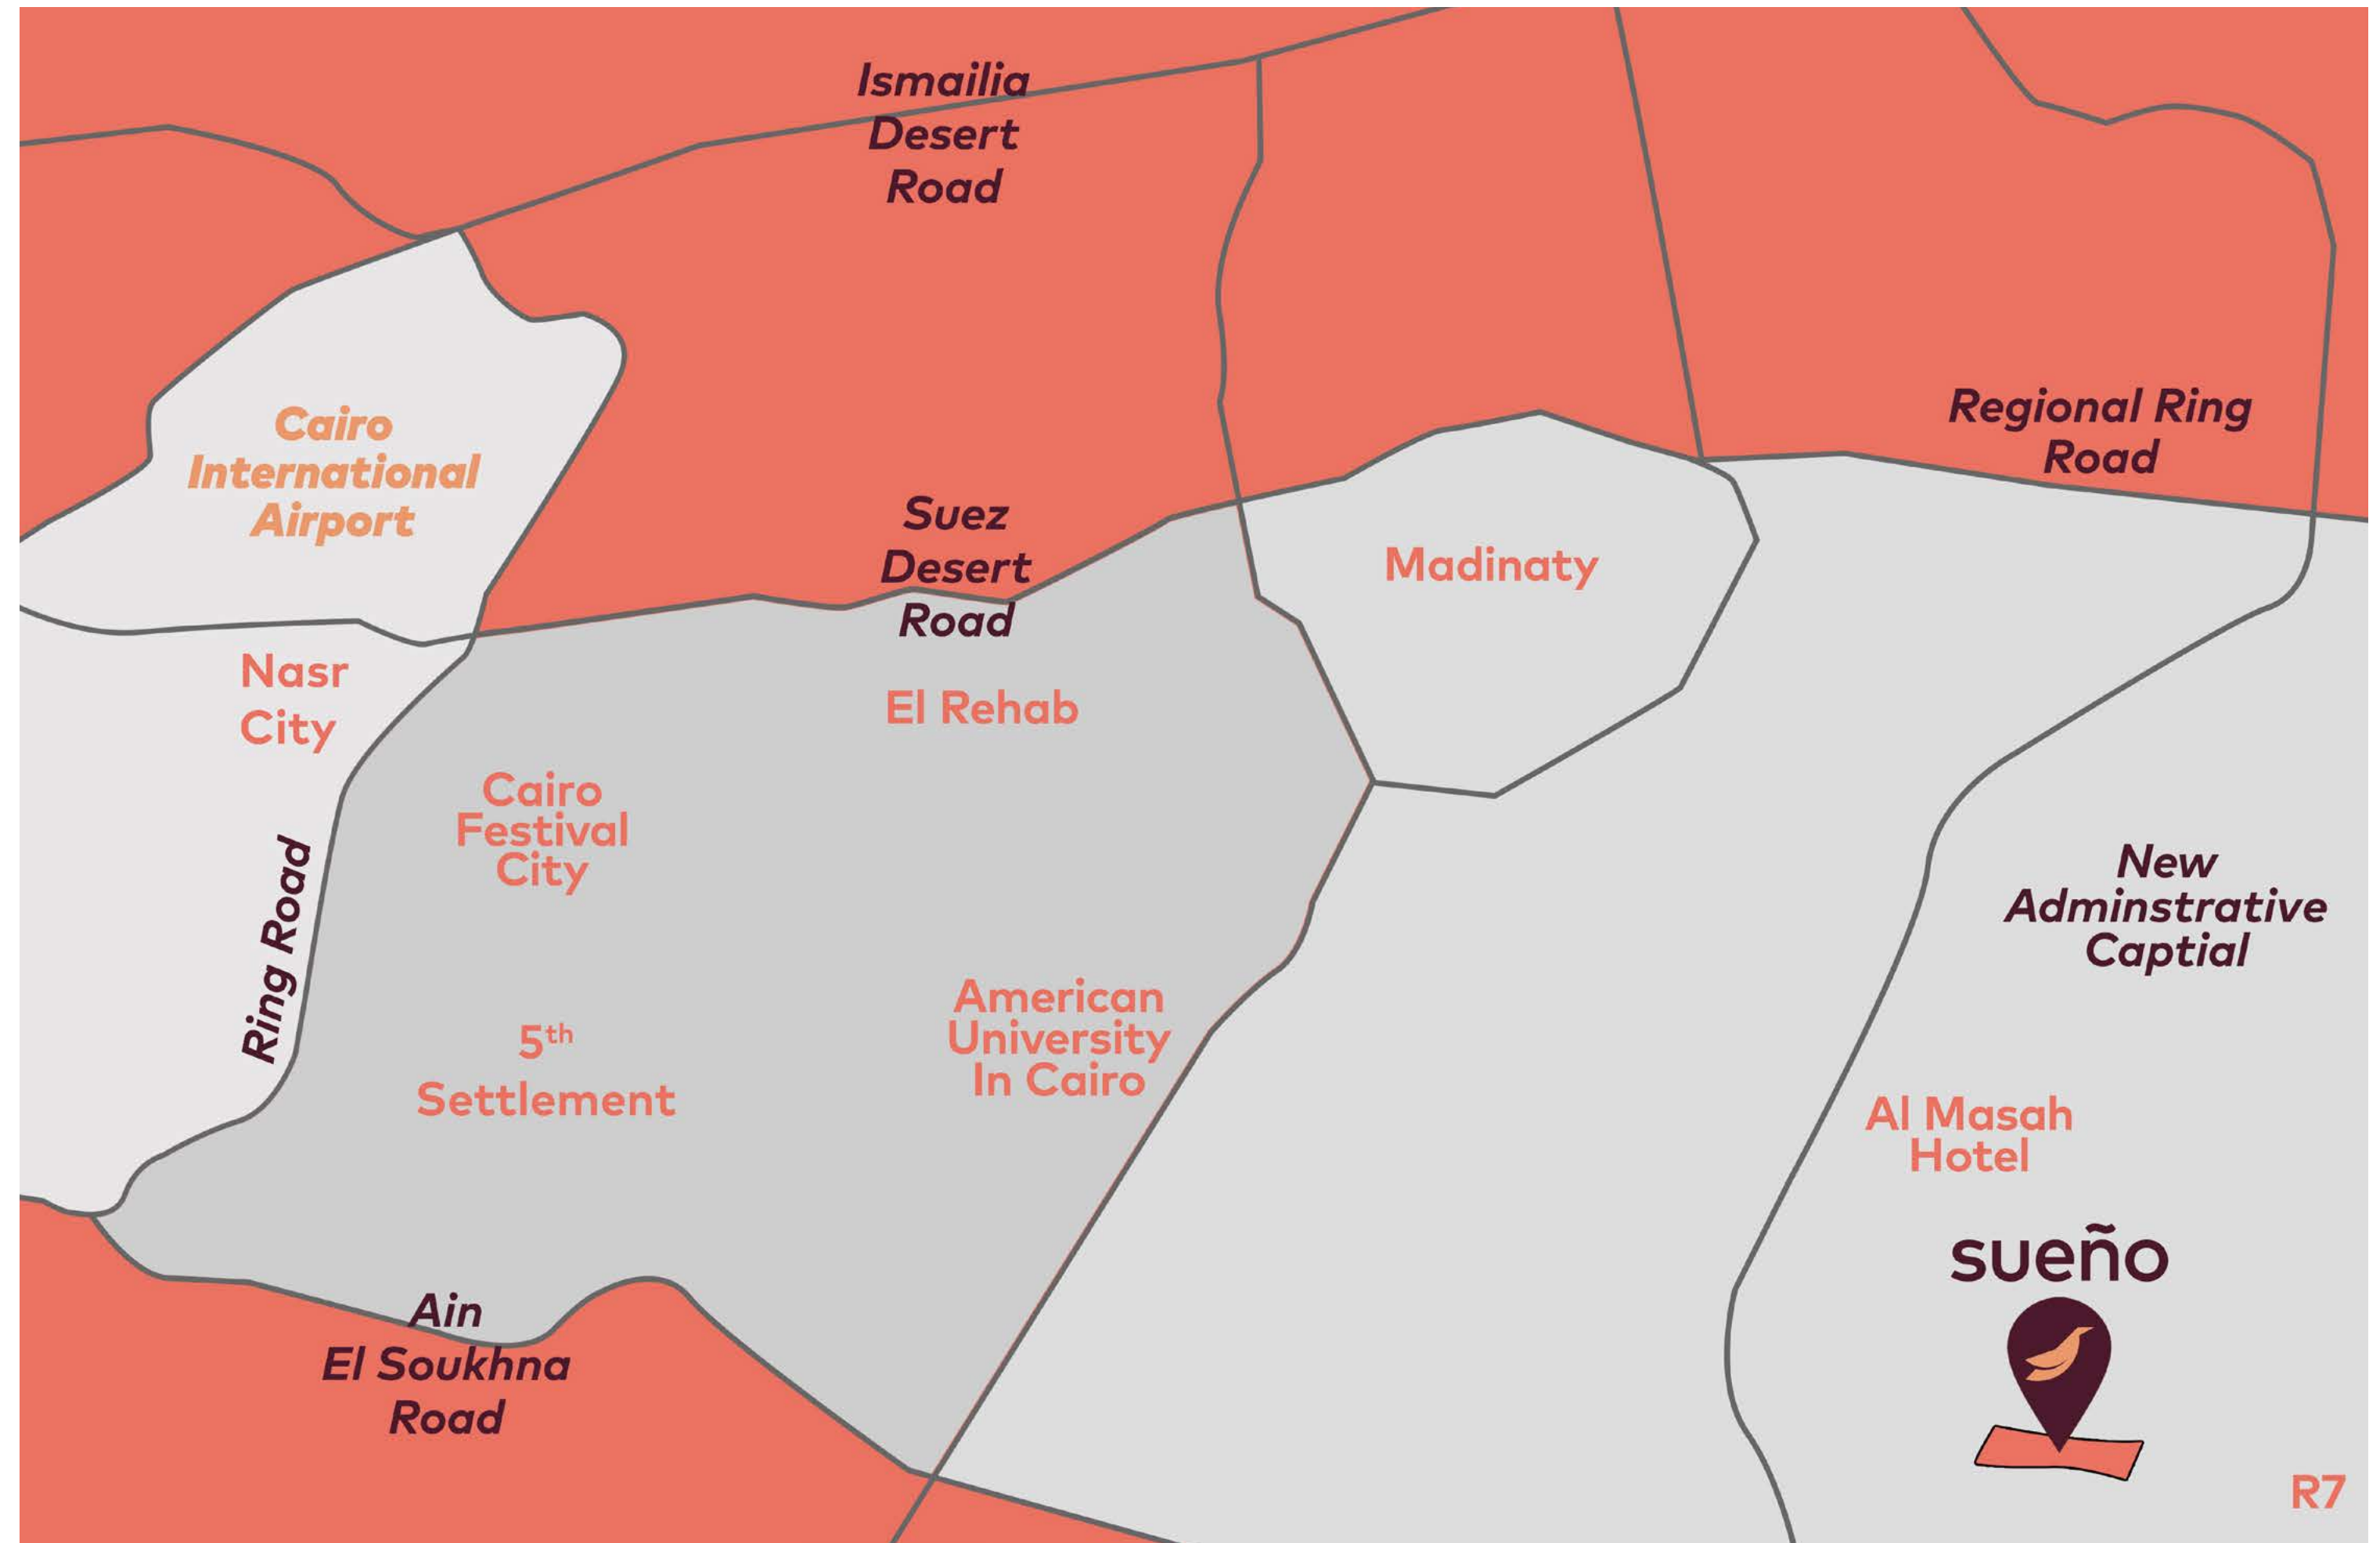 Ismailia
Desert
Road
Regional Ring
Road
Cairo
International
Airport
Suez
Desert
Road
Madinaty
Nasr
City
El Rehab
Cairo
Festival
City
Ring Road
New
Adminstrative
Captial
American
University
In Cairo
5th
Settlement
Al Masah
Hotel
sueño
Ain
El Soukhna
Road
R7